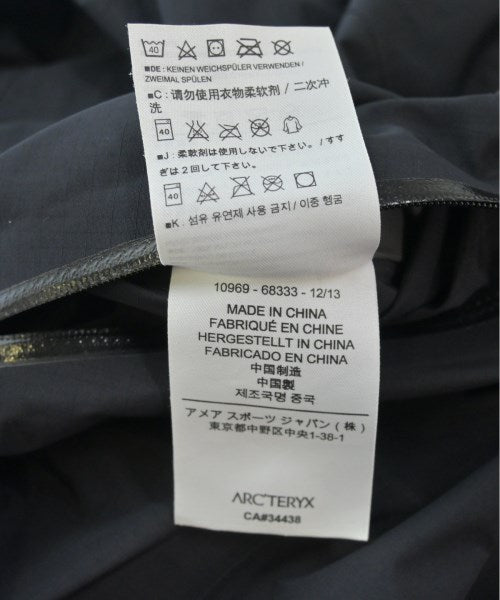 40
■DE: KEINEN WEICHSPÜLER VERWENDEN /
ZWEIMAL SPÜLEN
■C: 请勿使用衣物柔软剂 / 二次冲
洗
40
■J: 柔軟剤は使用しないで下さい。/ すす
ぎは2回して下さい。
40
■K: 섬유 유연제 사용 금지 / 이중 헹굼
10969 - 68333 - 12/13
MADE IN CHINA
FABRIQUÉ EN CHINE
HERGESTELLT IN CHINA
FABRICADO EN CHINA
中国制造
中国製
제조국명 중국
アメア スポーツ ジャパン (株)
東京都中野区中央1-38-1
ARC'TERYX
CA#34438